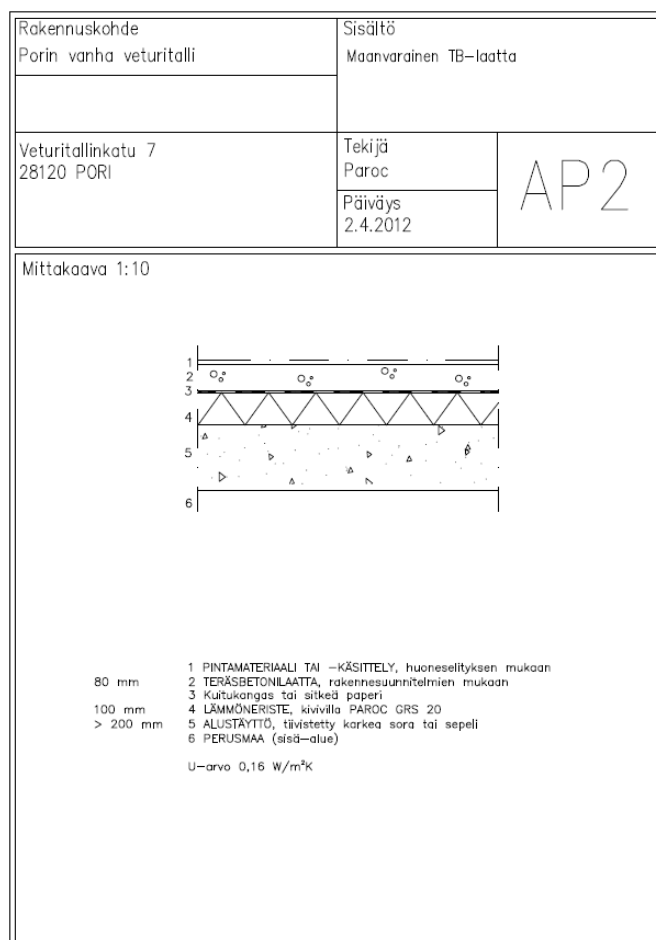 Rakennuskohde
Porin vanha veturitalli
Sisältö
Maanvarainen TB-laatta
Veturitallinkatu 7
28120 PORI
Tekijä
Paroc
Päiväys
2.4.2012
AP2
Mittakaava 1:10
1
2
3
4
5
6
1 PINTAMATERIAALI TAI -KÄSITTELY, huoneselityksen mukaan
80 mm 2 TERÄSBETONILAATTA, rakennesuunnitelmien mukaan
3 Kuitukangas tai sitkeä paperi
100 mm 4 LÄMMÖNERISTE, kivivilla PAROC GRS 20
> 200 mm 5 ALUSTÄYTTÖ, tiivistetty karkea sora tai sepeli
6 PERUSMAA (sisä-alue)
U-arvo 0,16 W/m²K